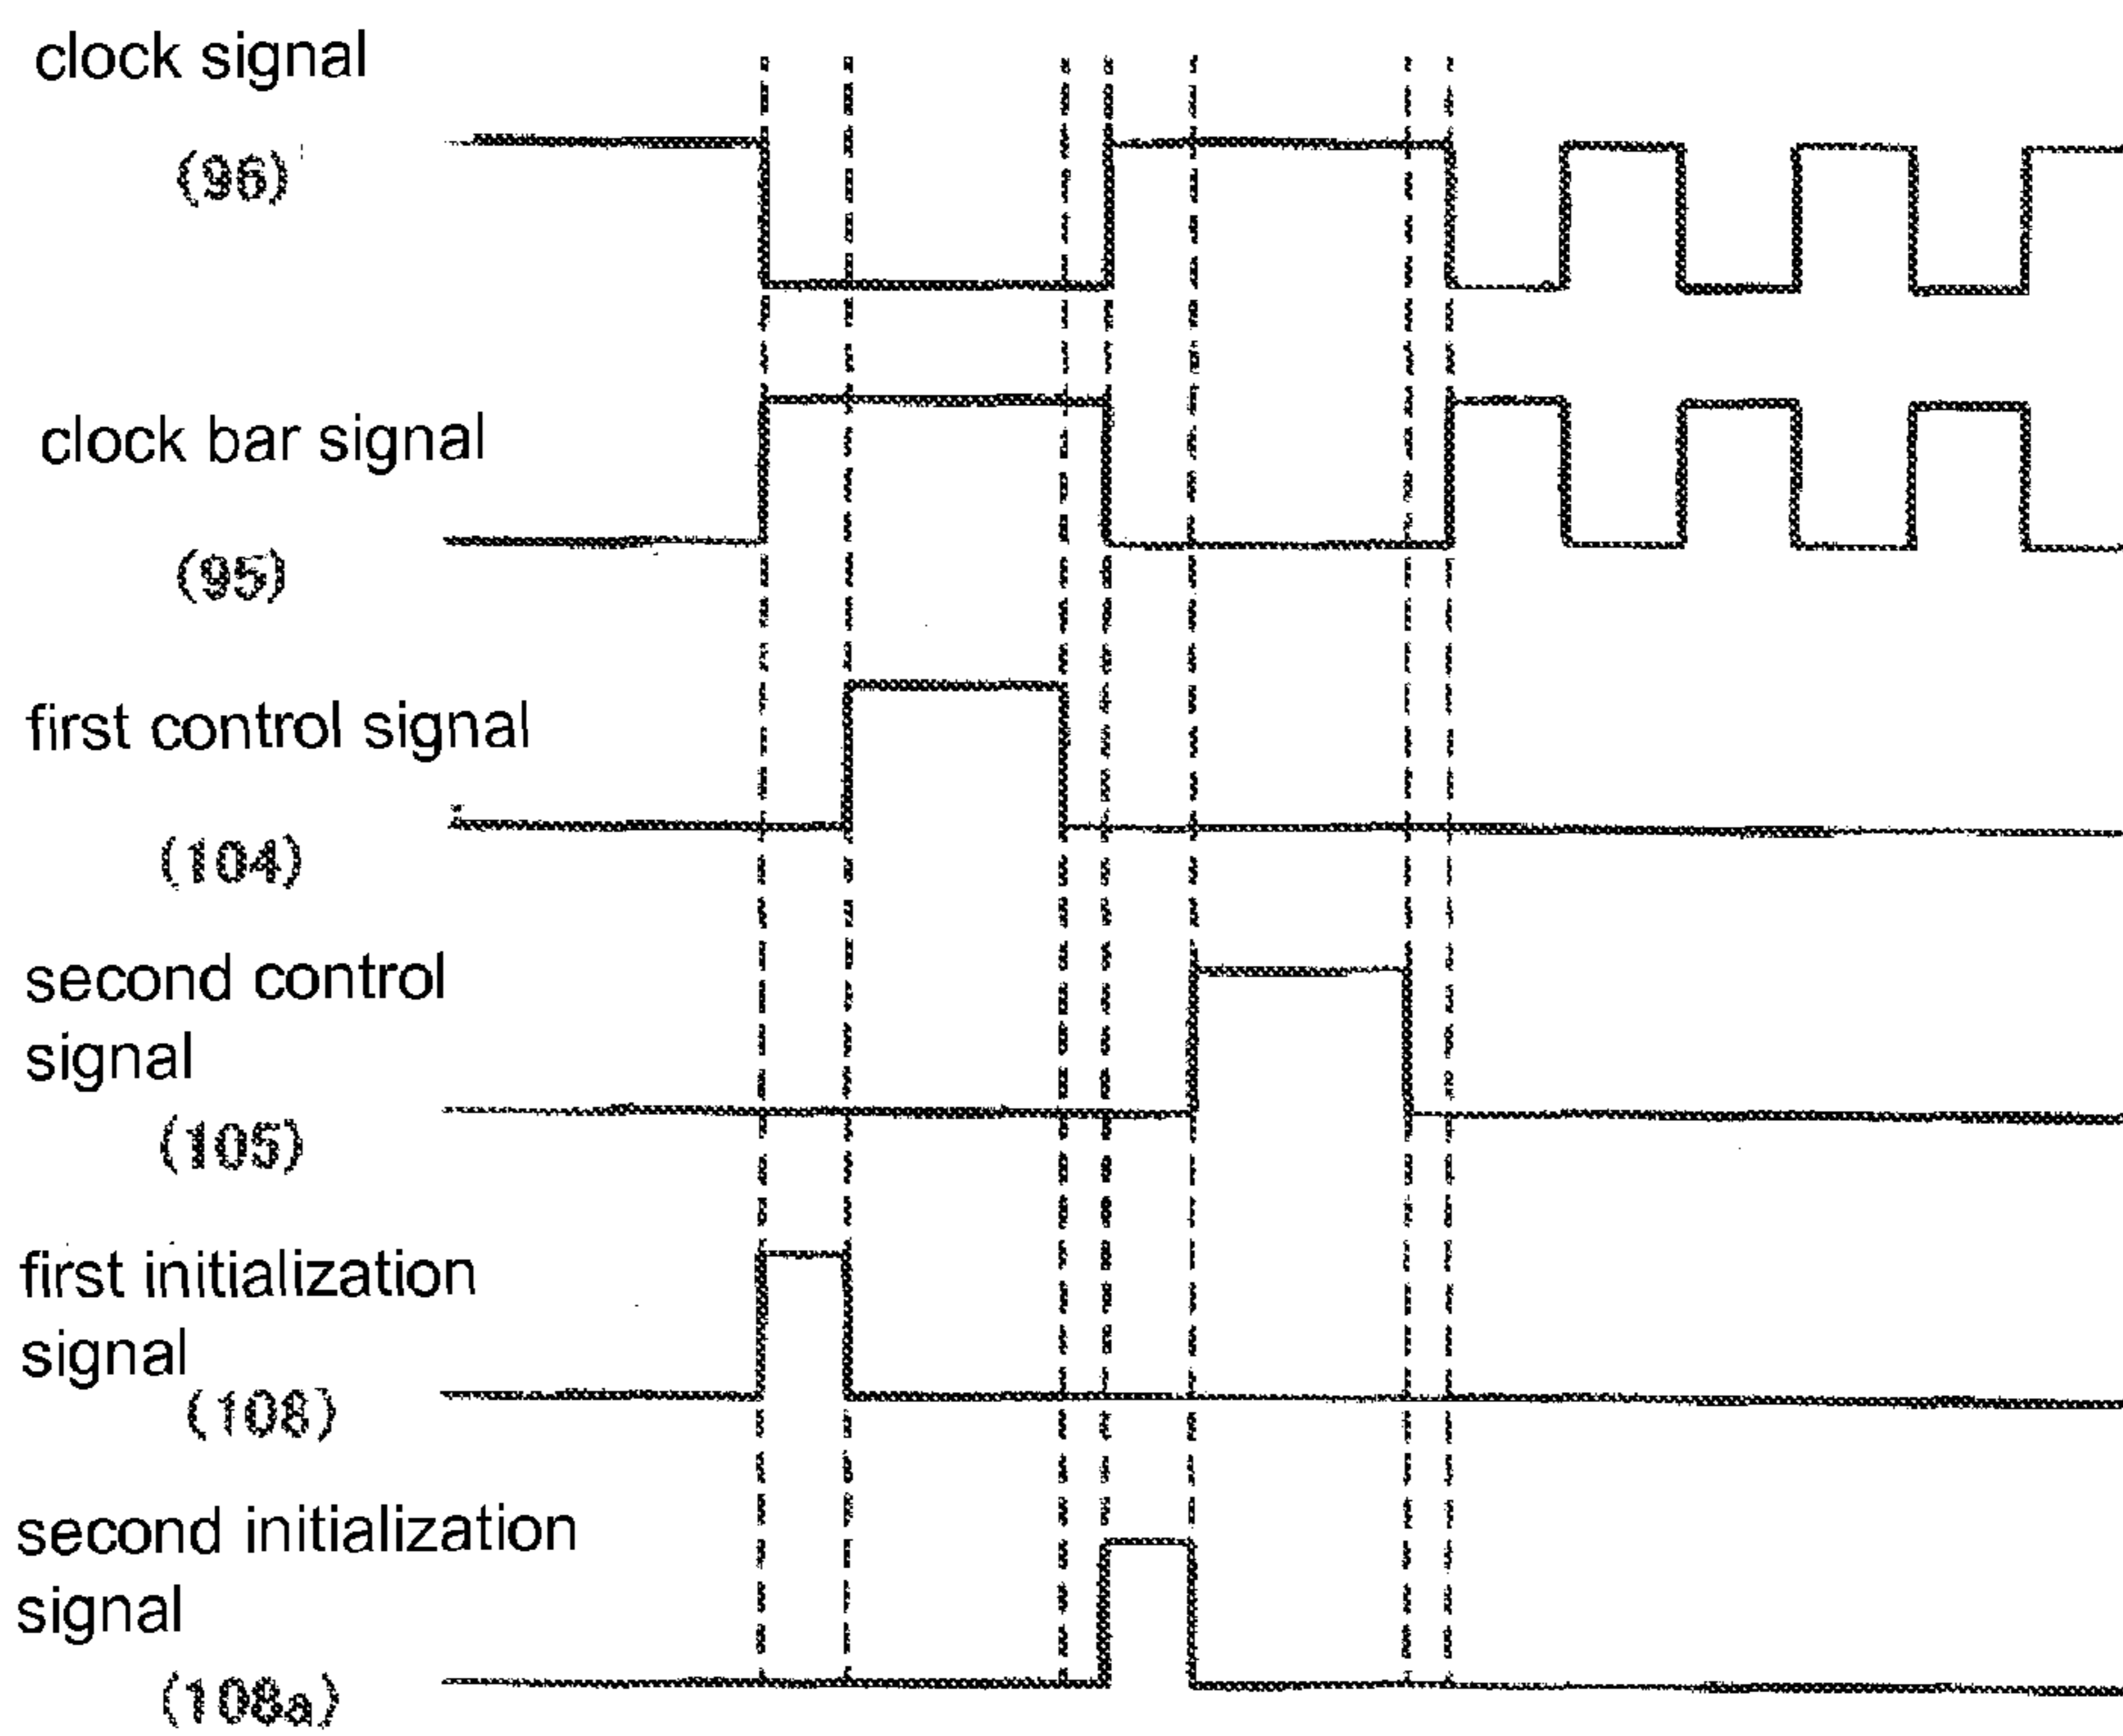 clock signal
(96)
clock bar signal
(95)
first control signal
(104)
second control
signal
(105)
first initialization
signal
(108)
second initialization
signal
(108a)